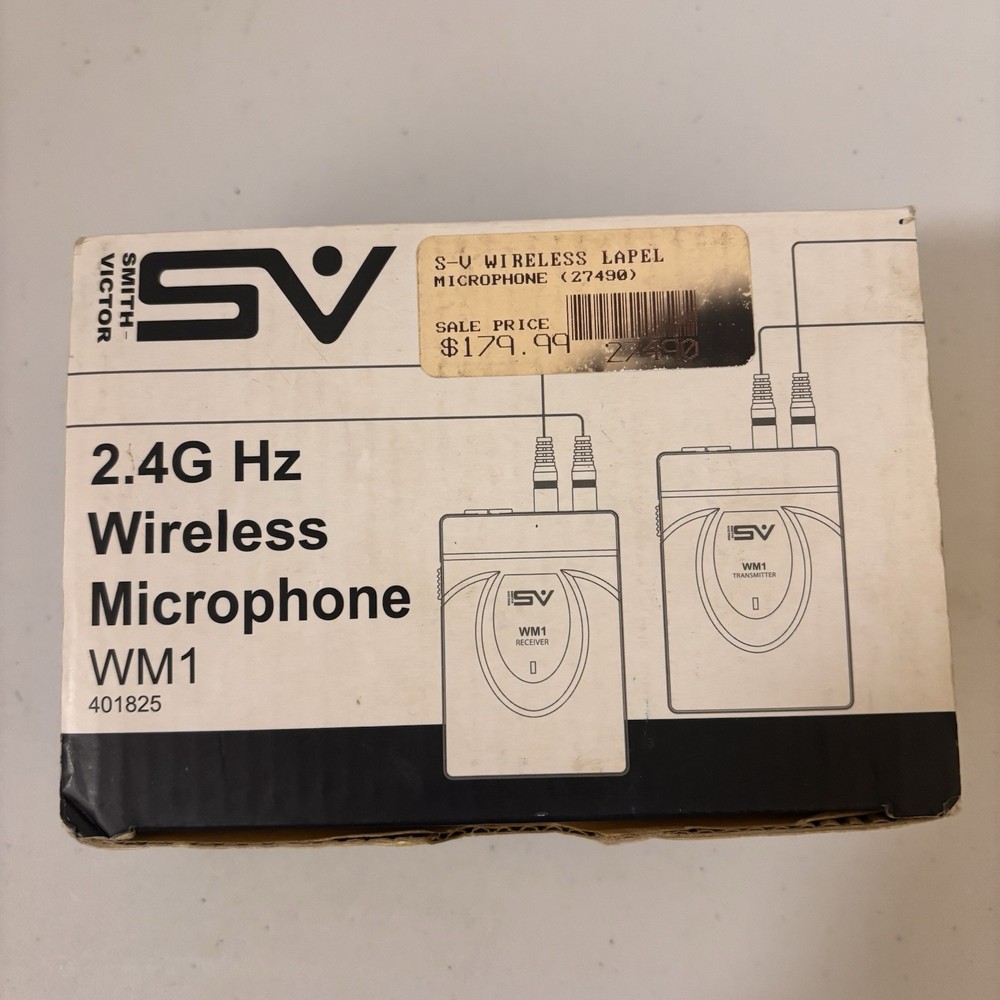 SMITH-
VICTOR
SV
S-V WIRELESS LAPEL
MICROPHONE (27490)
SALE PRICE
$179.99
27490
2.4G Hz
Wireless
Microphone
WM1
401825
SV
WM1
RECEIVER
SV
WM1
TRANSMITTER